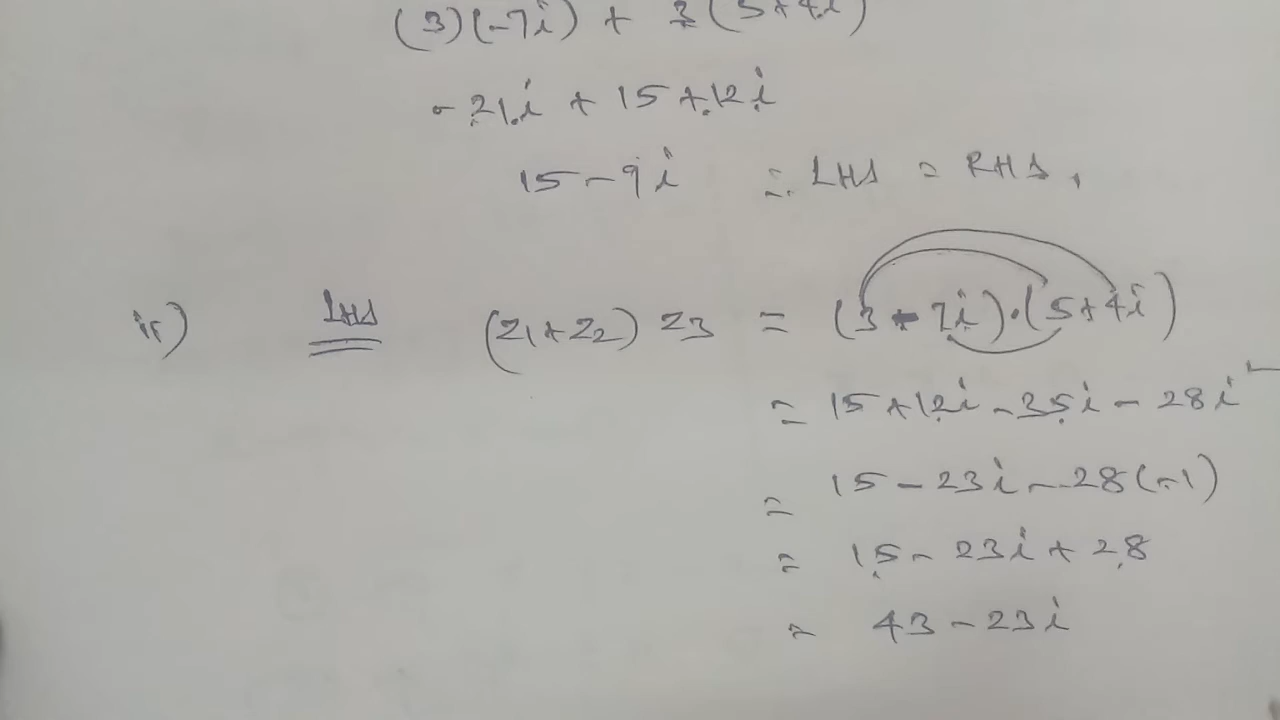 (3)(-7i) + 3(5+4i)
-21i + 15+12i
15-9i ∴ LHS = RHS,
ii) LHS (Z1+Z2) Z3 = (3-7i)·(5+4i)
= 15+12i-35i-28i²
= 15-23i-28(-1)
= 15-23i+28
= 43-23i